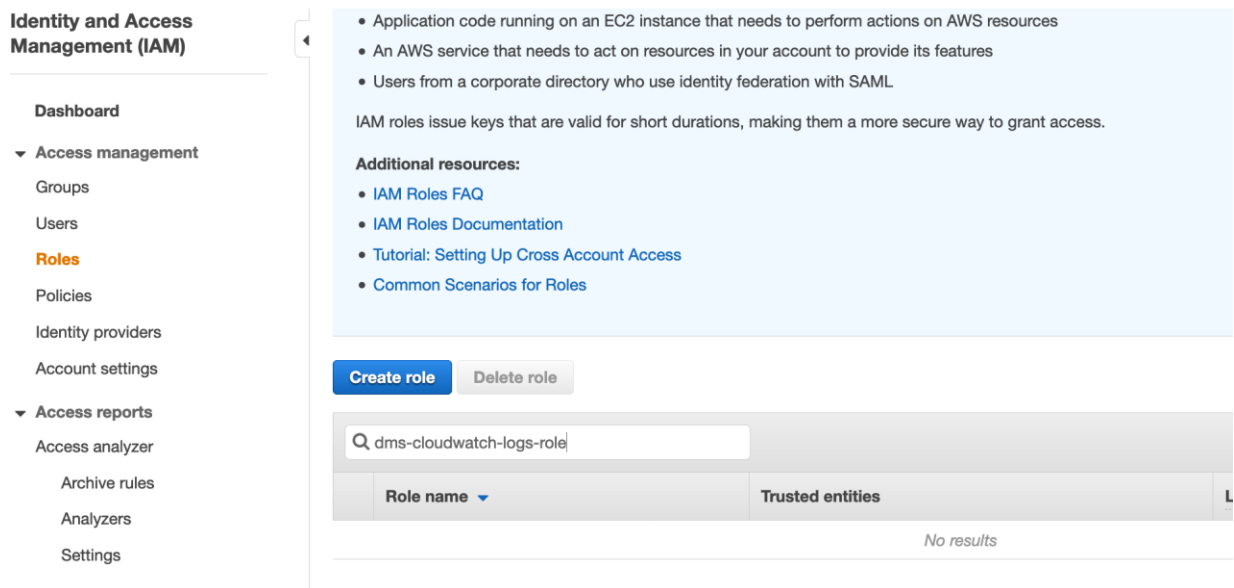 Identity and Access
Management (IAM)
Dashboard
Access management
Groups
Users
Roles
Policies
Identity providers
Account settings
Access reports
Access analyzer
Archive rules
Analyzers
Settings
• Application code running on an EC2 instance that needs to perform actions on AWS resources
• An AWS service that needs to act on resources in your account to provide its features
• Users from a corporate directory who use identity federation with SAML
IAM roles issue keys that are valid for short durations, making them a more secure way to grant access.
Additional resources:
• IAM Roles FAQ
• IAM Roles Documentation
• Tutorial: Setting Up Cross Account Access
• Common Scenarios for Roles
Create role Delete role
dms-cloudwatch-logs-role
Role name Trusted entities L
No results